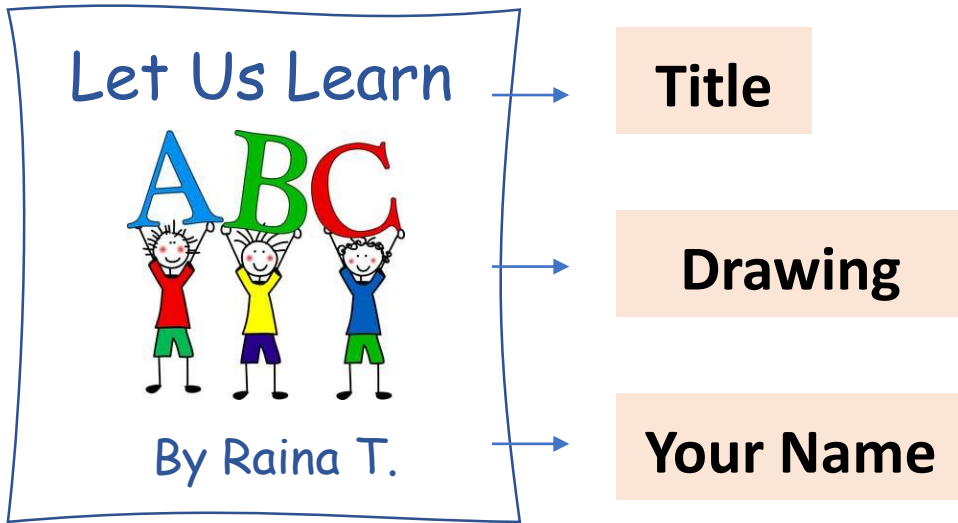 Let Us Learn
Title
ABC
Drawing
By Raina T.
Your Name